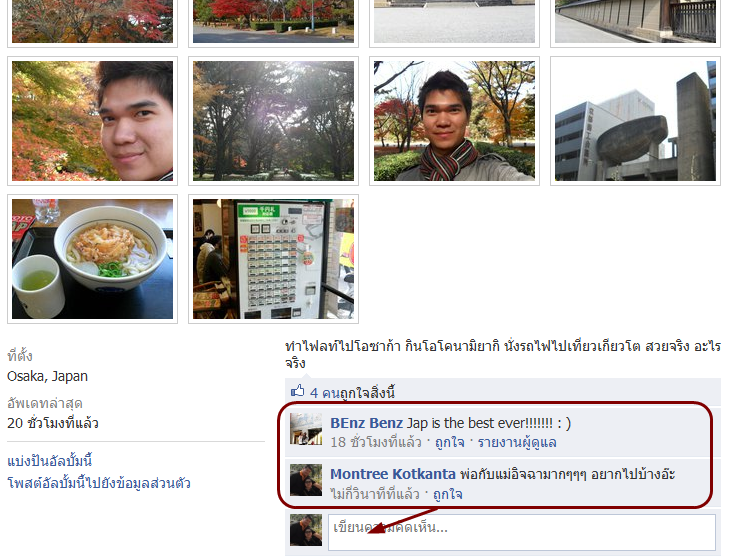 ท่าไฟลท์ไปโอซาก้า กินโอโคนามิยากิ นั่งรถไฟไปเที่ยวเกียวโต สวยจริง อะไร
จริง
ที่ตั้ง
Osaka, Japan
อัพเดทล่าสุด
20 ชั่วโมงที่แล้ว
แบ่งปันอัลบั้มนี้
โพสต์อัลบั้มนี้ไปยังข้อมูลส่วนตัว
4 คนถูกใจสิ่งนี้
BEnz Benz Jap is the best ever!!!!!!! : )
18 ชั่วโมงที่แล้ว · ถูกใจ · รายงานผู้ดูแล
Montree Kotkanta พ่อกับแม่อิจฉามากๆๆๆ อยากไปบ้างอ๊ะ
ไม่กี่วินาทีที่แล้ว · ถูกใจ
เขียนความคิดเห็น...